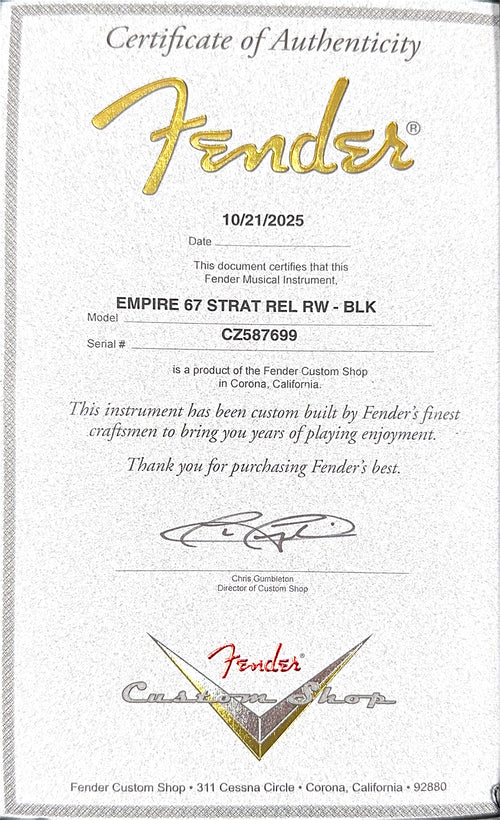 Certificate of Authenticity
Fender®
10/21/2025
Date
This document certifies that this
Fender Musical Instrument,
EMPIRE 67 STRAT REL RW - BLK
Model
CZ587699
Serial #
is a product of the Fender Custom Shop
in Corona, California.
This instrument has been custom built by Fender's finest
craftsmen to bring you years of playing enjoyment.
Thank you for purchasing Fender's best.
Chris Gumbleton
Director of Custom Shop
Fender®
Custom Shop
Fender Custom Shop • 311 Cessna Circle • Corona, California • 92880